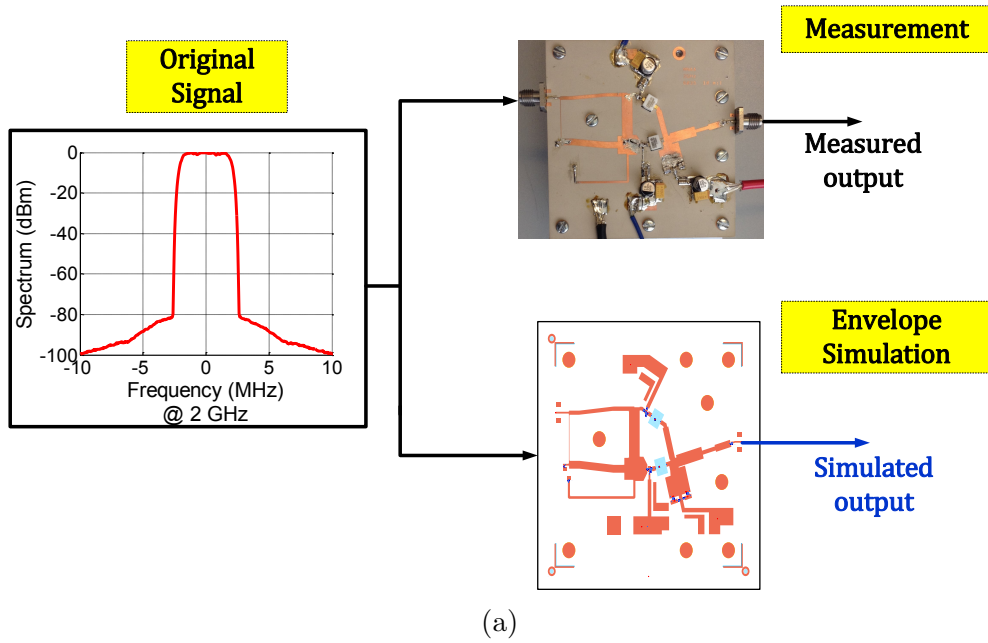 Original
Signal
Measurement
Measured
output
Spectrum (dBm)
0
-20
-40
-60
-80
-100
-10
-5
0
5
10
Frequency (MHz)
@ 2 GHz
Envelope
Simulation
Simulated
output
(a)